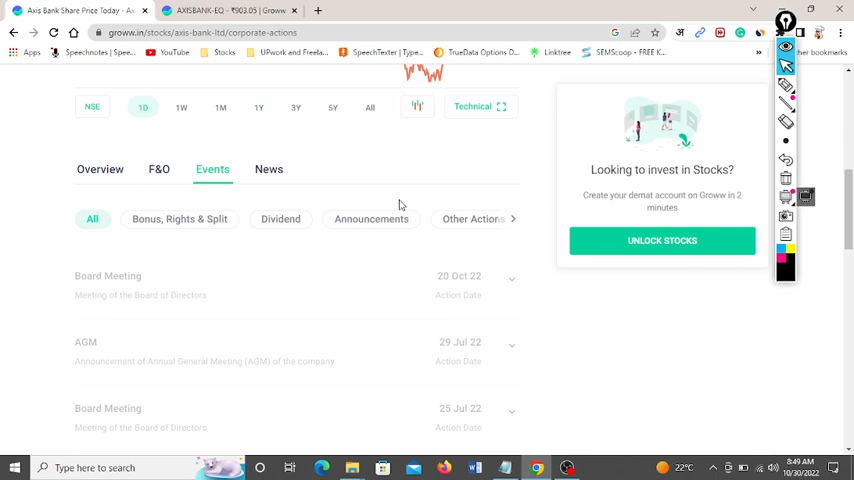 Axis Bank Share Price Today - Ax
AXISBANK-EQ - ₹903.05 | Groww
groww.in/stocks/axis-bank-ltd/corporate-actions
Apps
Speechnotes | Spee...
YouTube
Stocks
UPwork and Freela...
SpeechTexter | Type...
TrueData Options D...
Linktree
SEMScoop - FREE K...
»
her bookmarks
NSE
1D
1W
1M
1Y
3Y
5Y
All
Technical
Looking to invest in Stocks?
Create your demat account on Groww in 2
minutes
UNLOCK STOCKS
Overview
F&O
Events
News
All
Bonus, Rights & Split
Dividend
Announcements
Other Actions
Board Meeting
20 Oct 22
Meeting of the Board of Directors
Action Date
AGM
29 Jul 22
Announcement of Annual General Meeting (AGM) of the company
Action Date
Board Meeting
25 Jul 22
Meeting of the Board of Directors
Action Date
Type here to search
22°C
8:49 AM
10/30/2022